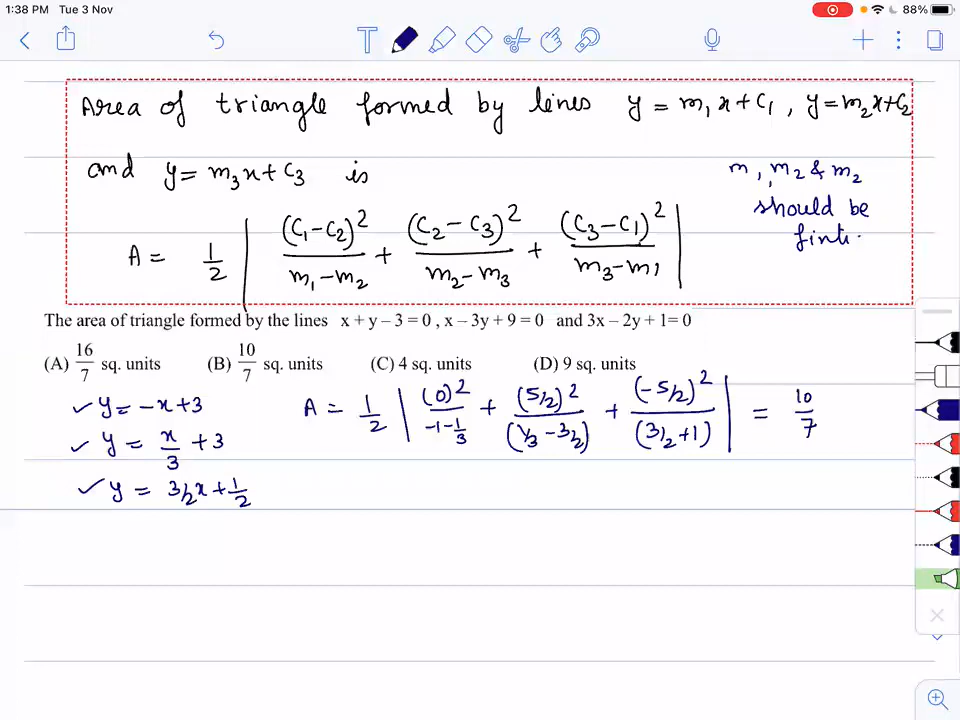 1:38 PM Tue 3 Nov 88%
Area of triangle formed by lines y = m₁x+c₁, y=m₂x+c₂
and y= m₃x+c₃ is
m, m₂ & m₂
should be
finte.
A = 1/2 | (c₁-c₂)²/(m₁-m₂) + (c₂-c₃)²/(m₂-m₃) + (c₃-c₁)²/(m₃-m₁) |
The area of triangle formed by the lines x + y – 3 = 0 , x – 3y + 9 = 0 and 3x – 2y + 1= 0
(A) 16/7 sq. units (B) 10/7 sq. units (C) 4 sq. units (D) 9 sq. units
✓y= -x+3
✓y = x/3 +3
✓y = 3/2x+1/2
A = 1/2 | (0)²/(-1-1/3) + (5/2)²/(1/3-3/2) + (-5/2)²/(3/2+1) | = 10/7